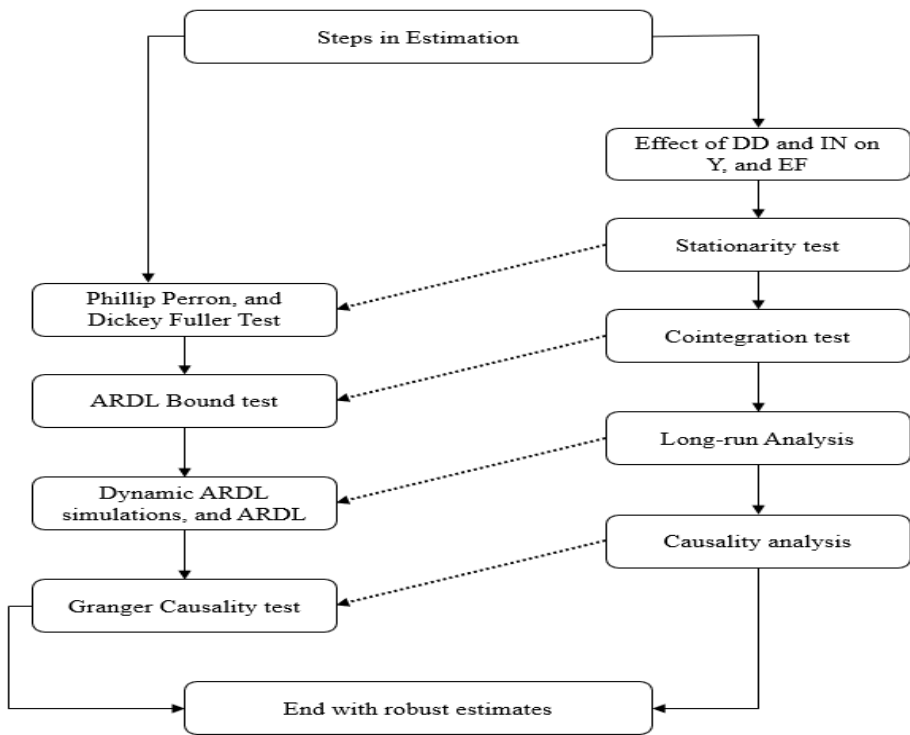 Steps in Estimation
Effect of DD and IN on
Y, and EF
Stationarity test
Phillip Perron, and
Dickey Fuller Test
Cointegration test
ARDL Bound test
Long-run Analysis
Dynamic ARDL
simulations, and ARDL
Causality analysis
Granger Causality test
End with robust estimates